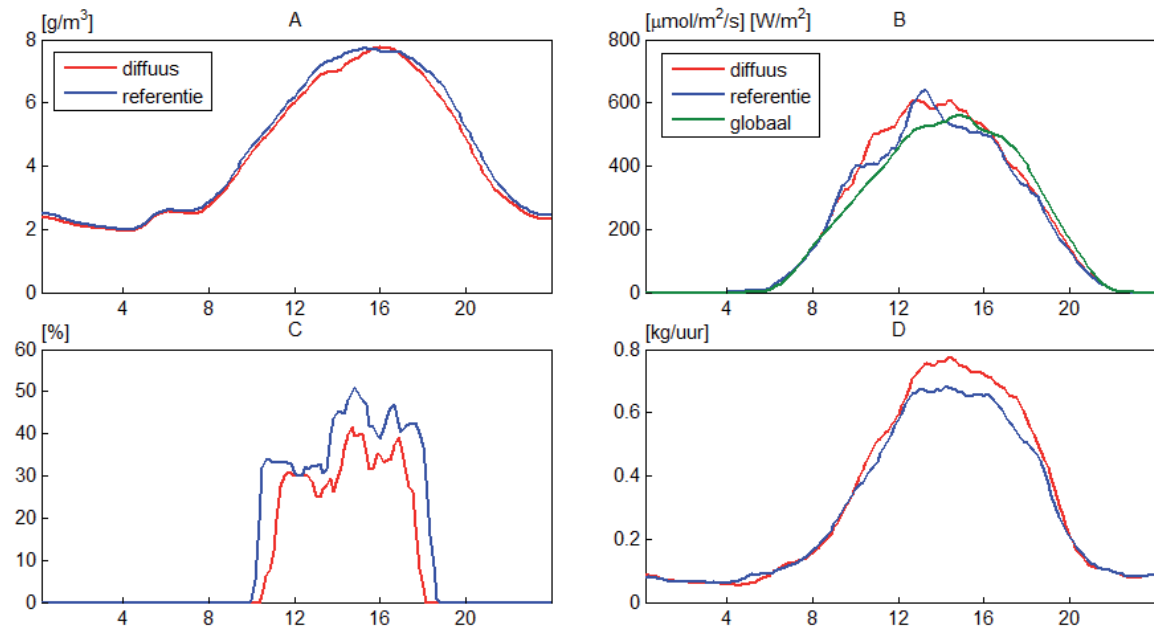 [g/m³] A
8
6
4
2
0
4 8 12 16 20
diffuus
referentie
[µmol/m²/s] [W/m²] B
800
600
400
200
0
4 8 12 16 20
diffuus
referentie
globaal
[%] C
60
50
40
30
20
10
0
4 8 12 16 20
[kg/uur] D
0.8
0.6
0.4
0.2
0
4 8 12 16 20